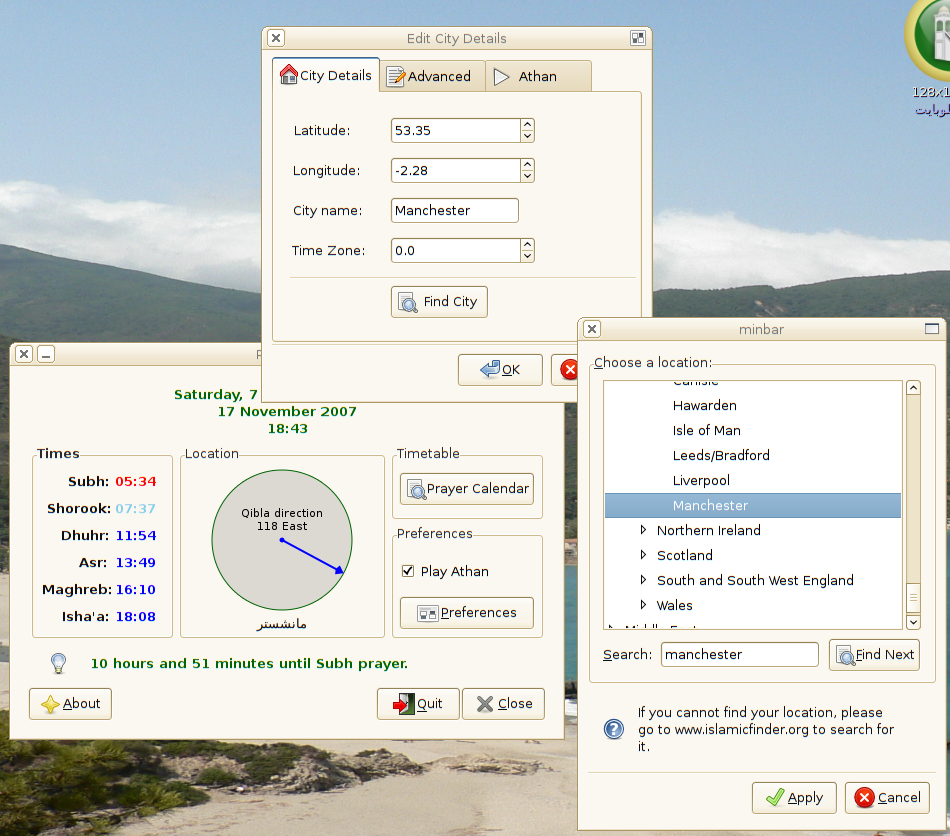 Edit City Details
City Details
Advanced
Athan
Latitude:
53.35
Longitude:
-2.28
City name:
Manchester
Time Zone:
0.0
Find City
OK
Saturday, 7
17 November 2007
18:43
Times
Subh: 05:34
Shorook: 07:37
Dhuhr: 11:54
Asr: 13:49
Maghreb: 16:10
Isha'a: 18:08
Location
Qibla direction
118 East
مانشستر
Timetable
Prayer Calendar
Preferences
Play Athan
Preferences
10 hours and 51 minutes until Subh prayer.
About
Quit
Close
minbar
Choose a location:
Carlisle
Hawarden
Isle of Man
Leeds/Bradford
Liverpool
Manchester
Northern Ireland
Scotland
South and South West England
Wales
Search:
manchester
Find Next
If you cannot find your location, please
go to www.islamicfinder.org to search for
it.
Apply
Cancel